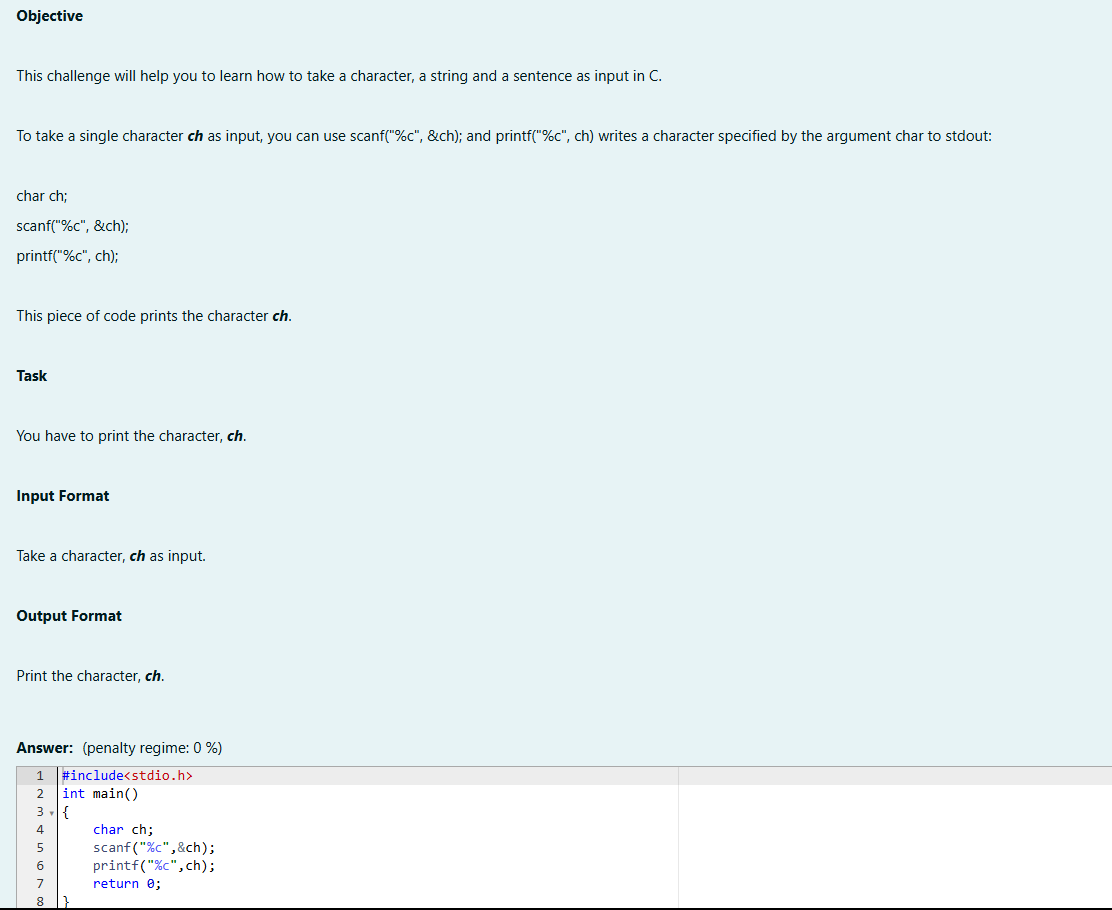 Objective
This challenge will help you to learn how to take a character, a string and a sentence as input in C.
To take a single character ch as input, you can use scanf("%c", &ch); and printf("%c", ch) writes a character specified by the argument char to stdout:
char ch;
scanf("%c", &ch);
printf("%c", ch);
This piece of code prints the character ch.
Task
You have to print the character, ch.
Input Format
Take a character, ch as input.
Output Format
Print the character, ch.
Answer: (penalty regime: 0 %)
1 #include<stdio.h>
2 int main()
3 {
4     char ch;
5     scanf("%c",&ch);
6     printf("%c",ch);
7     return 0;
8 }